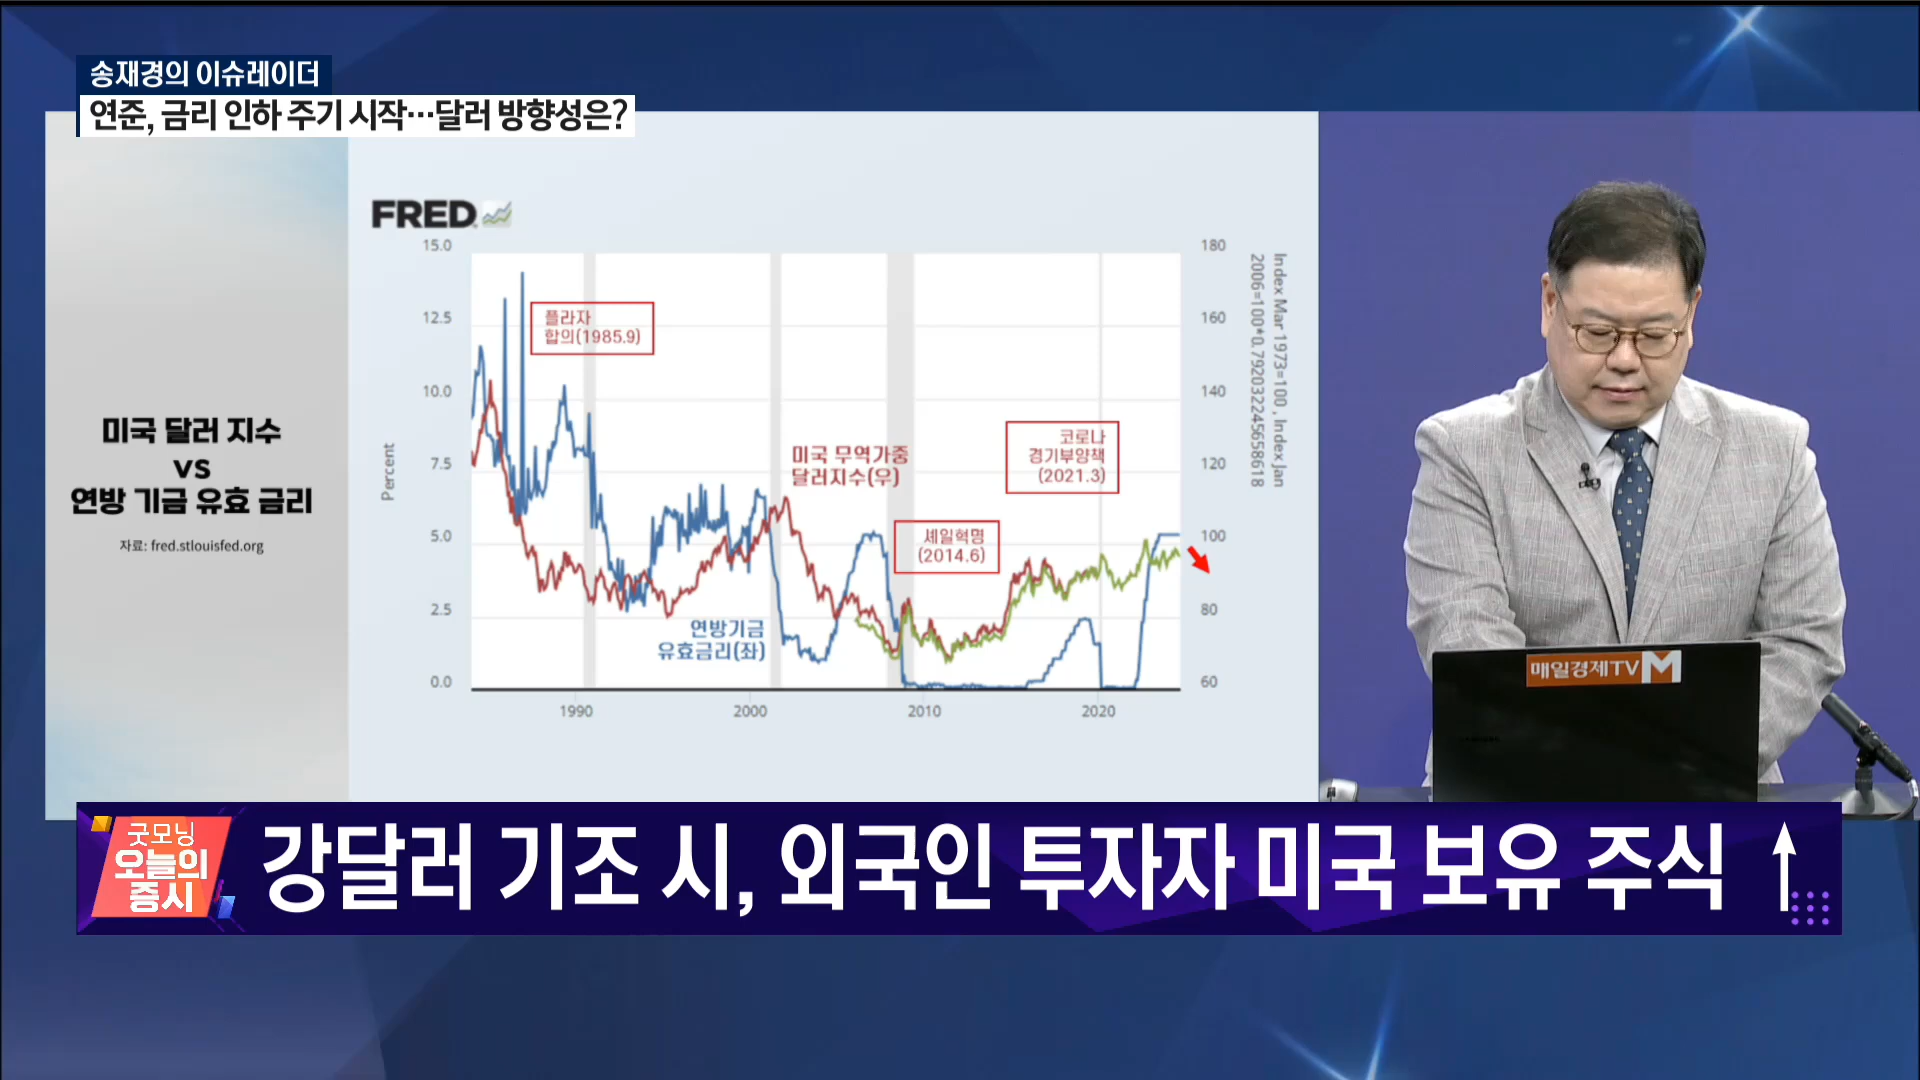 송재경의 이슈레이더
연준, 금리 인하 주기 시작…달러 방향성은?
미국 달러 지수
vs
연방 기금 유효 금리
자료: fred.stlouisfed.org
FRED
15.0
12.5
10.0
7.5
5.0
2.5
0.0
Percent
플라자
합의(1985.9)
미국 무역가중
달러지수(우)
연방기금
유효금리(좌)
셰일혁명
(2014.6)
코로나
경기부양책
(2021.3)
180
160
140
120
100
80
60
Index Mar 1973=100, Index Jan
2006=100*0.792032245658618
1990
2000
2010
2020
매일경제TV M
굿모닝
오늘의
증시
강달러 기조 시, 외국인 투자자 미국 보유 주식 ↑